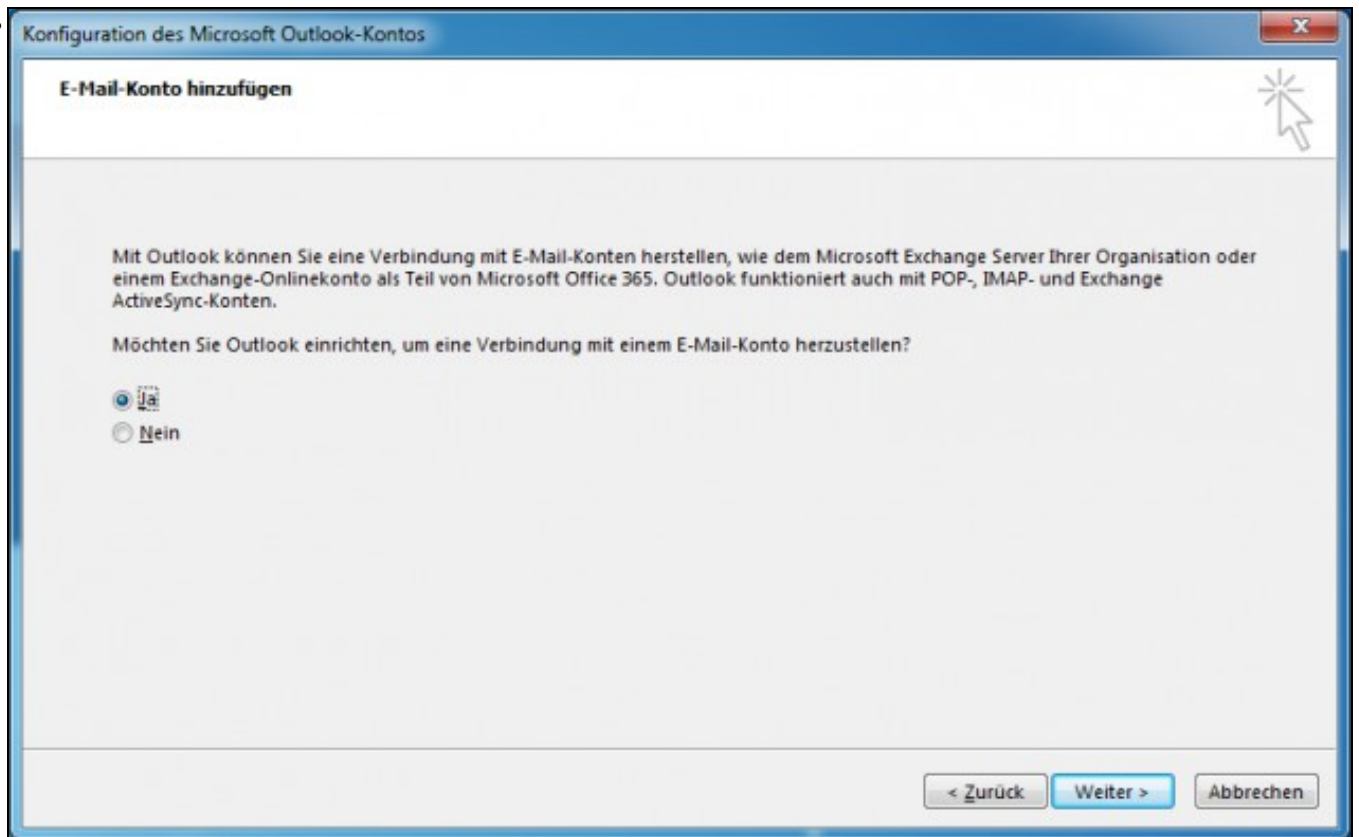 Konfiguration des Microsoft Outlook-Kontos
E-Mail-Konto hinzufügen
Mit Outlook können Sie eine Verbindung mit E-Mail-Konten herstellen, wie dem Microsoft Exchange Server Ihrer Organisation oder
einem Exchange-Onlinekonto als Teil von Microsoft Office 365. Outlook funktioniert auch mit POP-, IMAP- und Exchange
ActiveSync-Konten.
Möchten Sie Outlook einrichten, um eine Verbindung mit einem E-Mail-Konto herzustellen?
Ja
Nein
< Zurück Weiter > Abbrechen